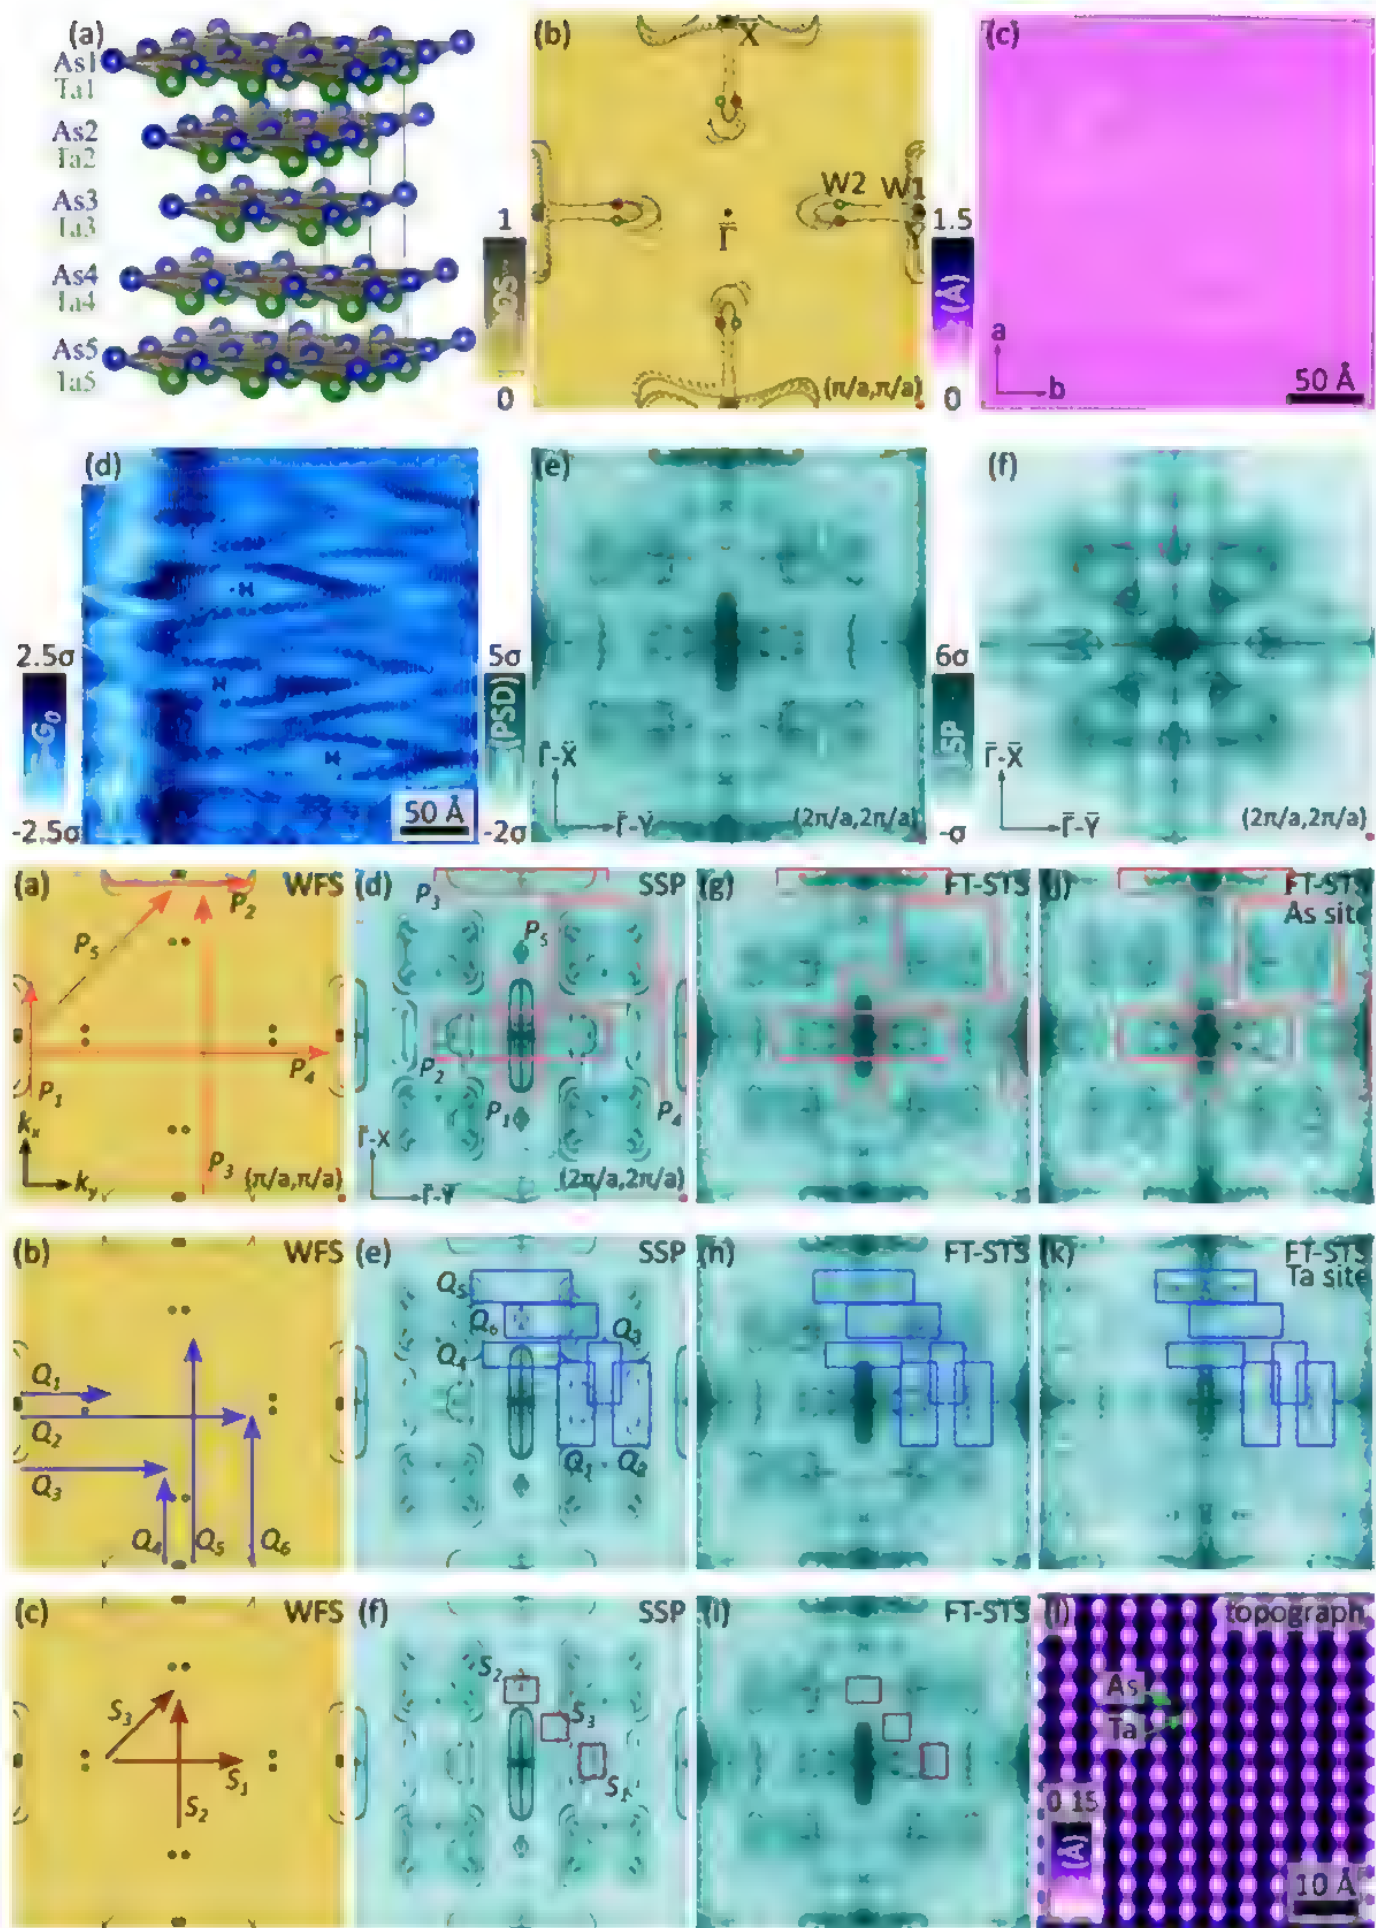 (a)
As1
Ta1
As2
Ta2
As3
Ta3
As4
Ta4
As5
Ta5
(b)
X̄
W2
W1
Γ̄
1
0
(π/a,π/a)
(c)
1.5
(Å)
0
a
b
50 Å
(d)
2.5σ
-2.5σ
50 Å
(e)
5σ
(PSD)
-2σ
Γ̄-X̄
Γ̄-Ȳ
(2π/a,2π/a)
(f)
6σ
-σ
Γ̄-X̄
Γ̄-Ȳ
(2π/a,2π/a)
(a) WFS
P₂
P₅
P₄
P₁
P₃
kₓ
kᵧ
(π/a,π/a)
(d) SSP
P₃
P₅
P₂
P₁
P₄
Γ̄-X̄
Γ̄-Ȳ
(2π/a,2π/a)
(g) FT-STS
(j) FT-STS
As site
(b) WFS
Q₁
Q₂
Q₃
Q₄ Q₅ Q₆
(e) SSP
Q₅
Q₆
Q₃
Q₄
Q₁ Q₂
(h) FT-STS
(k) FT-STS
Ta site
(c) WFS
S₃
S₁
S₂
(f) SSP
S₂
S₃
S₁
(i) FT-STS
(l) topograph
As
Ta
0.15
(Å)
10 Å